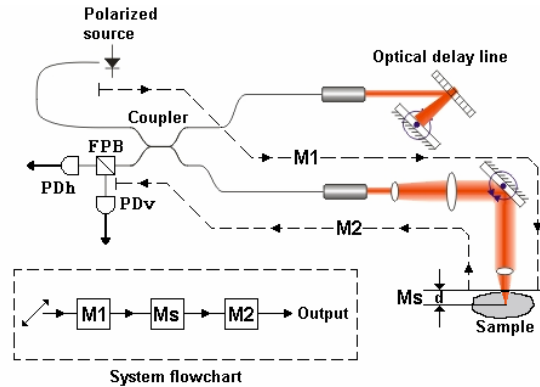 Polarized
source
Optical delay line
Coupler
FPB
M1
PDh
PDv
M2
Ms
d
Sample
M1
Ms
M2
Output
System flowchart